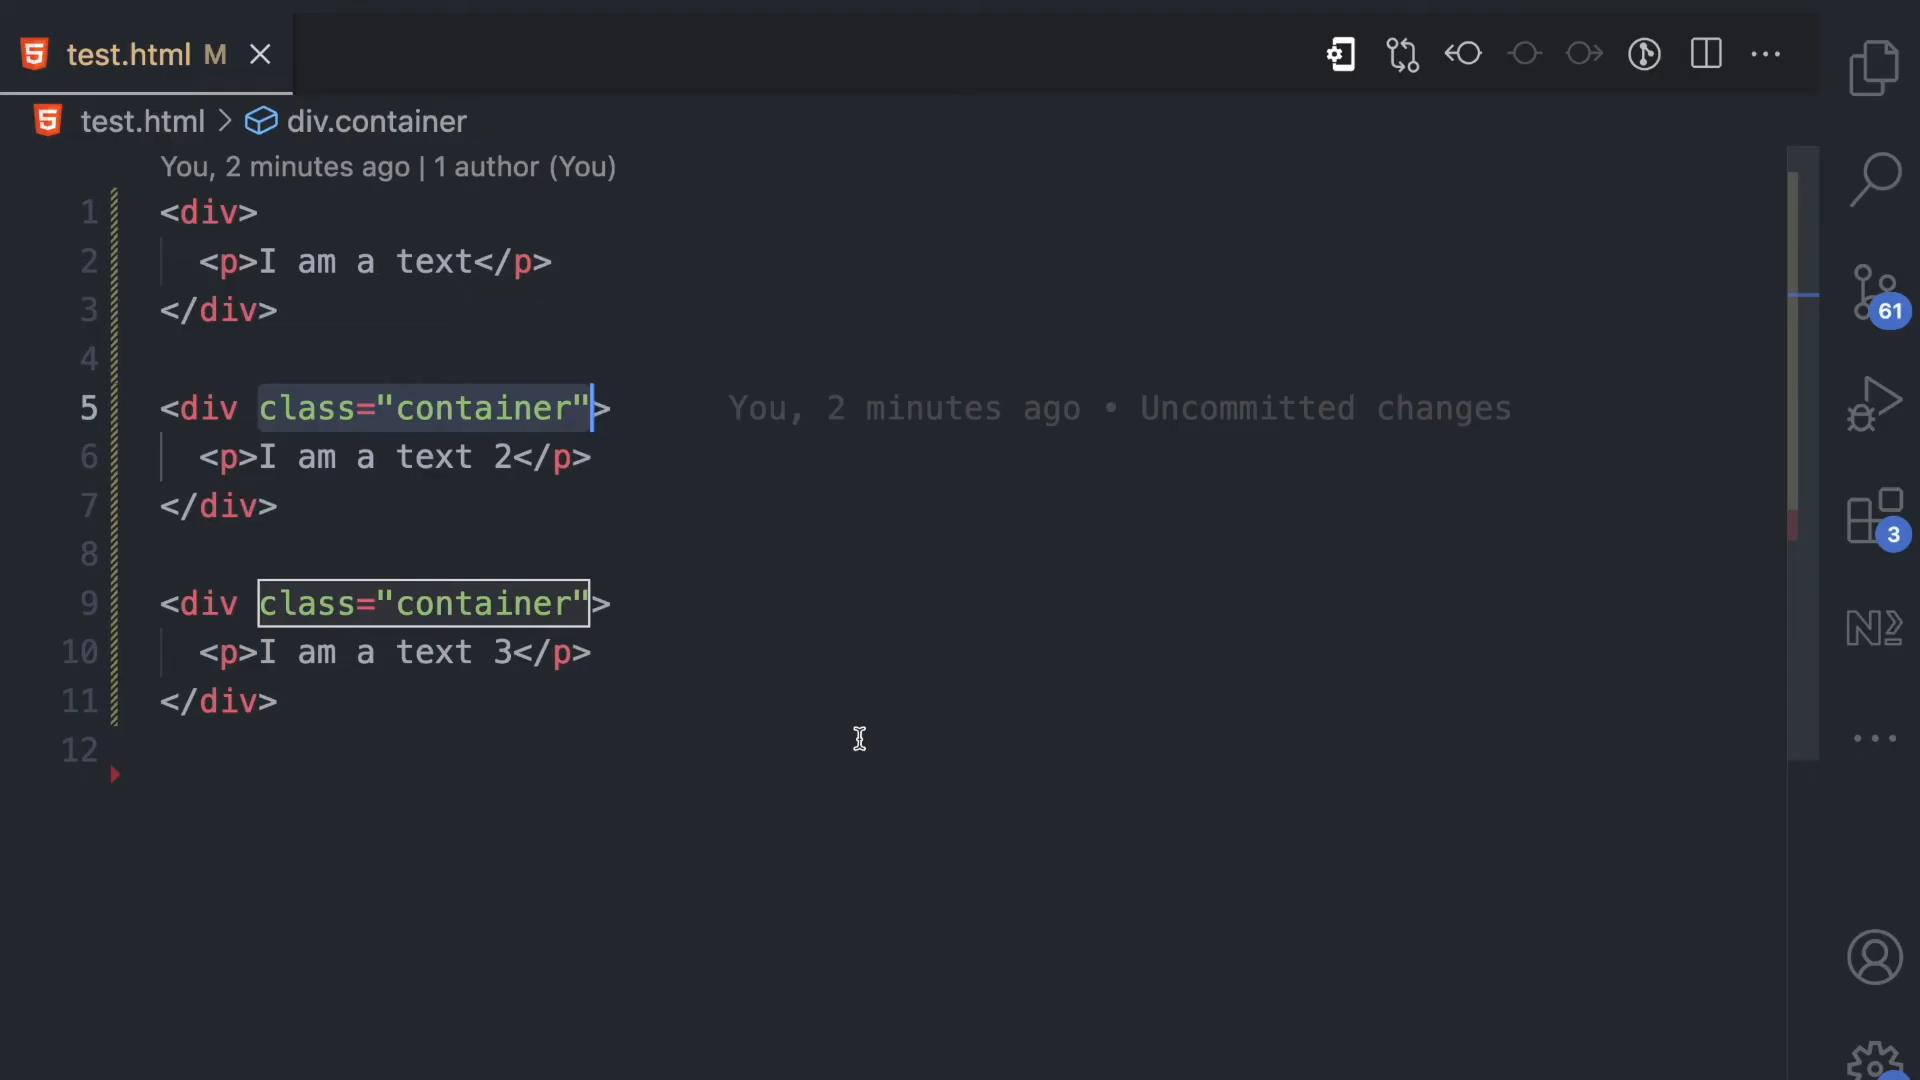 test.html M
test.html > div.container
You, 2 minutes ago | 1 author (You)
1 <div>
2 <p>I am a text</p>
3 </div>
4
5 <div class="container"> You, 2 minutes ago • Uncommitted changes
6 <p>I am a text 2</p>
7 </div>
8
9 <div class="container">
10 <p>I am a text 3</p>
11 </div>
12
61
3